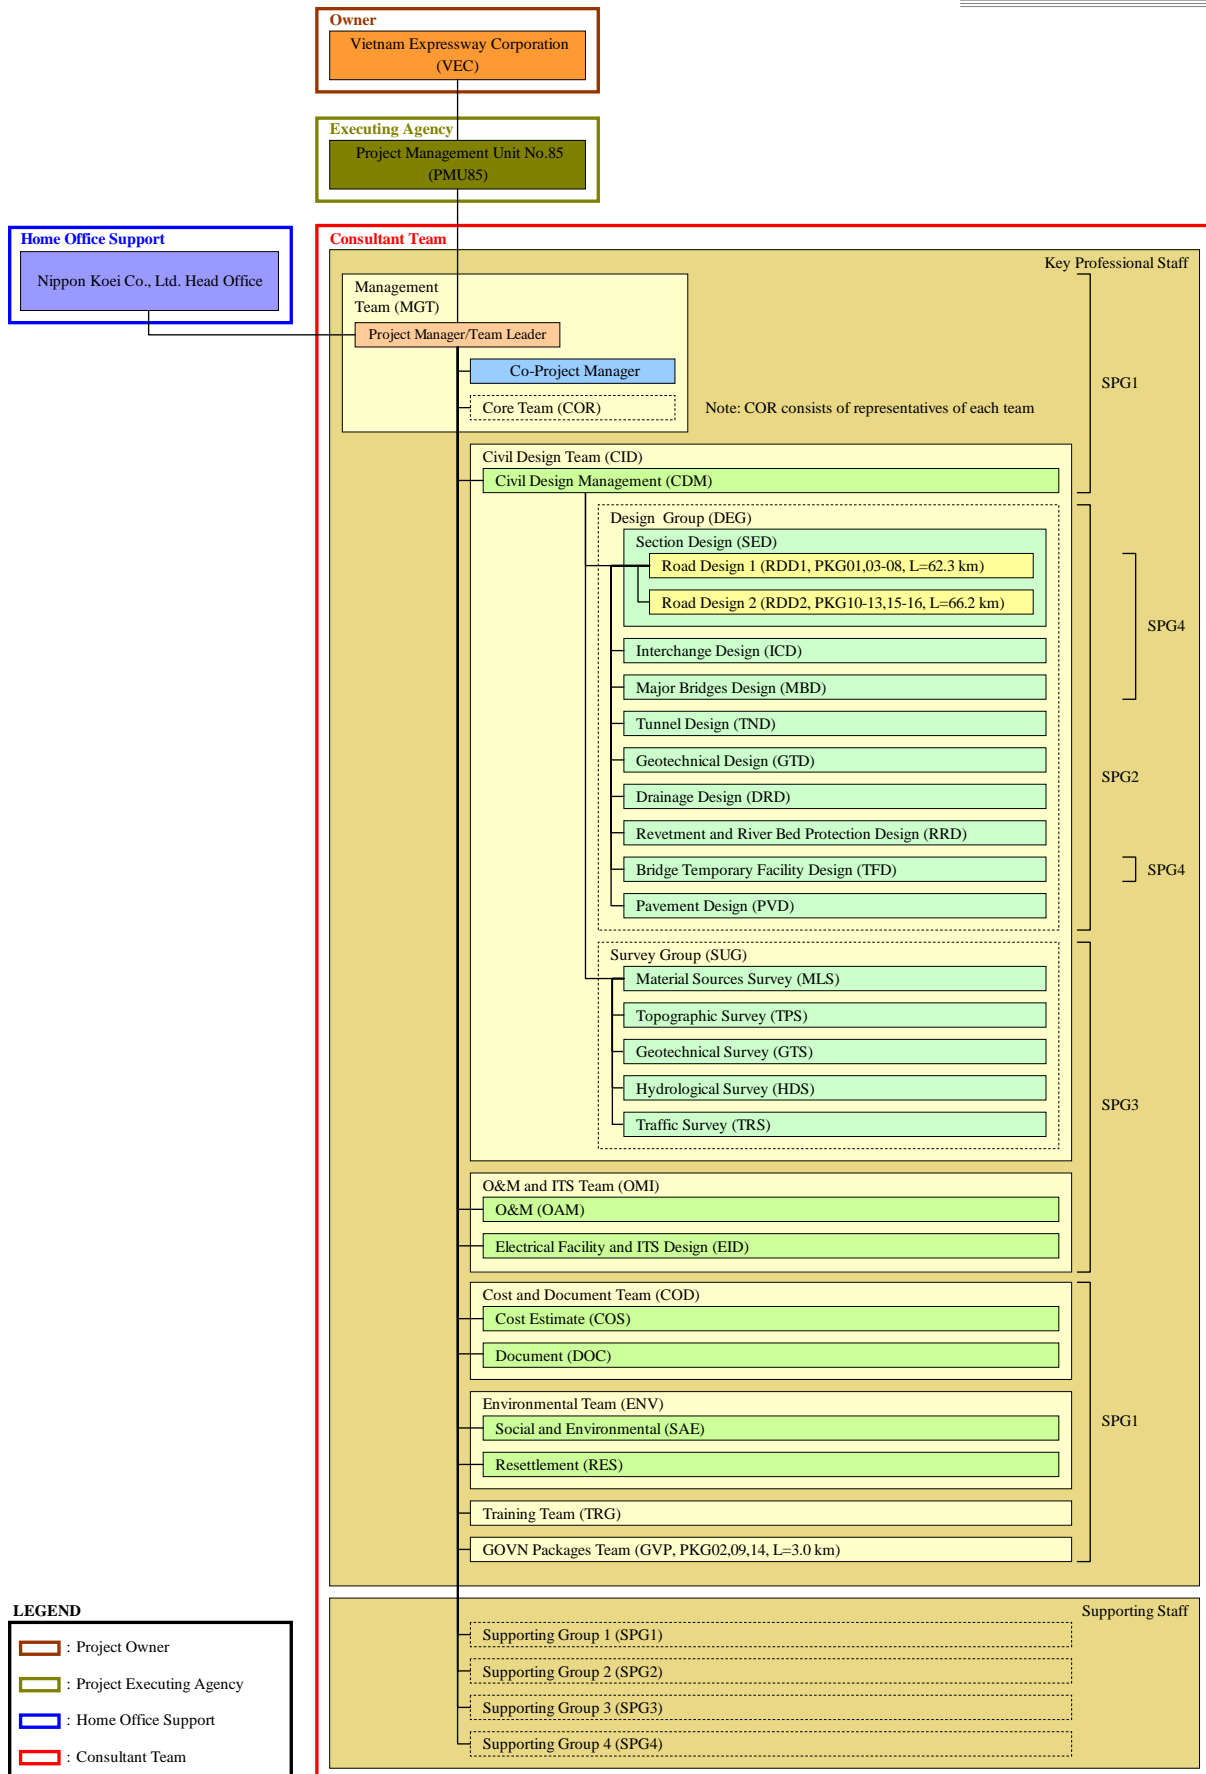 Owner
Vietnam Expressway Corporation
(VEC)
Executing Agency
Project Management Unit No.85
(PMU85)
Home Office Support
Nippon Koei Co., Ltd. Head Office
Consultant Team
Key Professional Staff
Management
Team (MGT)
Project Manager/Team Leader
Co-Project Manager
Core Team (COR)
Note: COR consists of representatives of each team
SPG1
Civil Design Team (CID)
Civil Design Management (CDM)
Design  Group (DEG)
Section Design (SED)
Road Design 1 (RDD1, PKG01,03-08, L=62.3 km)
Road Design 2 (RDD2, PKG10-13,15-16, L=66.2 km)
SPG4
Interchange Design (ICD)
Major Bridges Design (MBD)
Tunnel Design (TND)
Geotechnical Design (GTD)
SPG2
Drainage Design (DRD)
Revetment and River Bed Protection Design (RRD)
Bridge Temporary Facility Design (TFD)
SPG4
Pavement Design (PVD)
Survey Group (SUG)
Material Sources Survey (MLS)
Topographic Survey (TPS)
Geotechnical Survey (GTS)
Hydrological Survey (HDS)
SPG3
Traffic Survey (TRS)
O&M and ITS Team (OMI)
O&M (OAM)
Electrical Facility and ITS Design (EID)
Cost and Document Team (COD)
Cost Estimate (COS)
Document (DOC)
Environmental Team (ENV)
Social and Environmental (SAE)
SPG1
Resettlement (RES)
Training Team (TRG)
GOVN Packages Team (GVP, PKG02,09,14, L=3.0 km)
Supporting Staff
Supporting Group 1 (SPG1)
Supporting Group 2 (SPG2)
Supporting Group 3 (SPG3)
Supporting Group 4 (SPG4)
LEGEND
: Project Owner
: Project Executing Agency
: Home Office Support
: Consultant Team